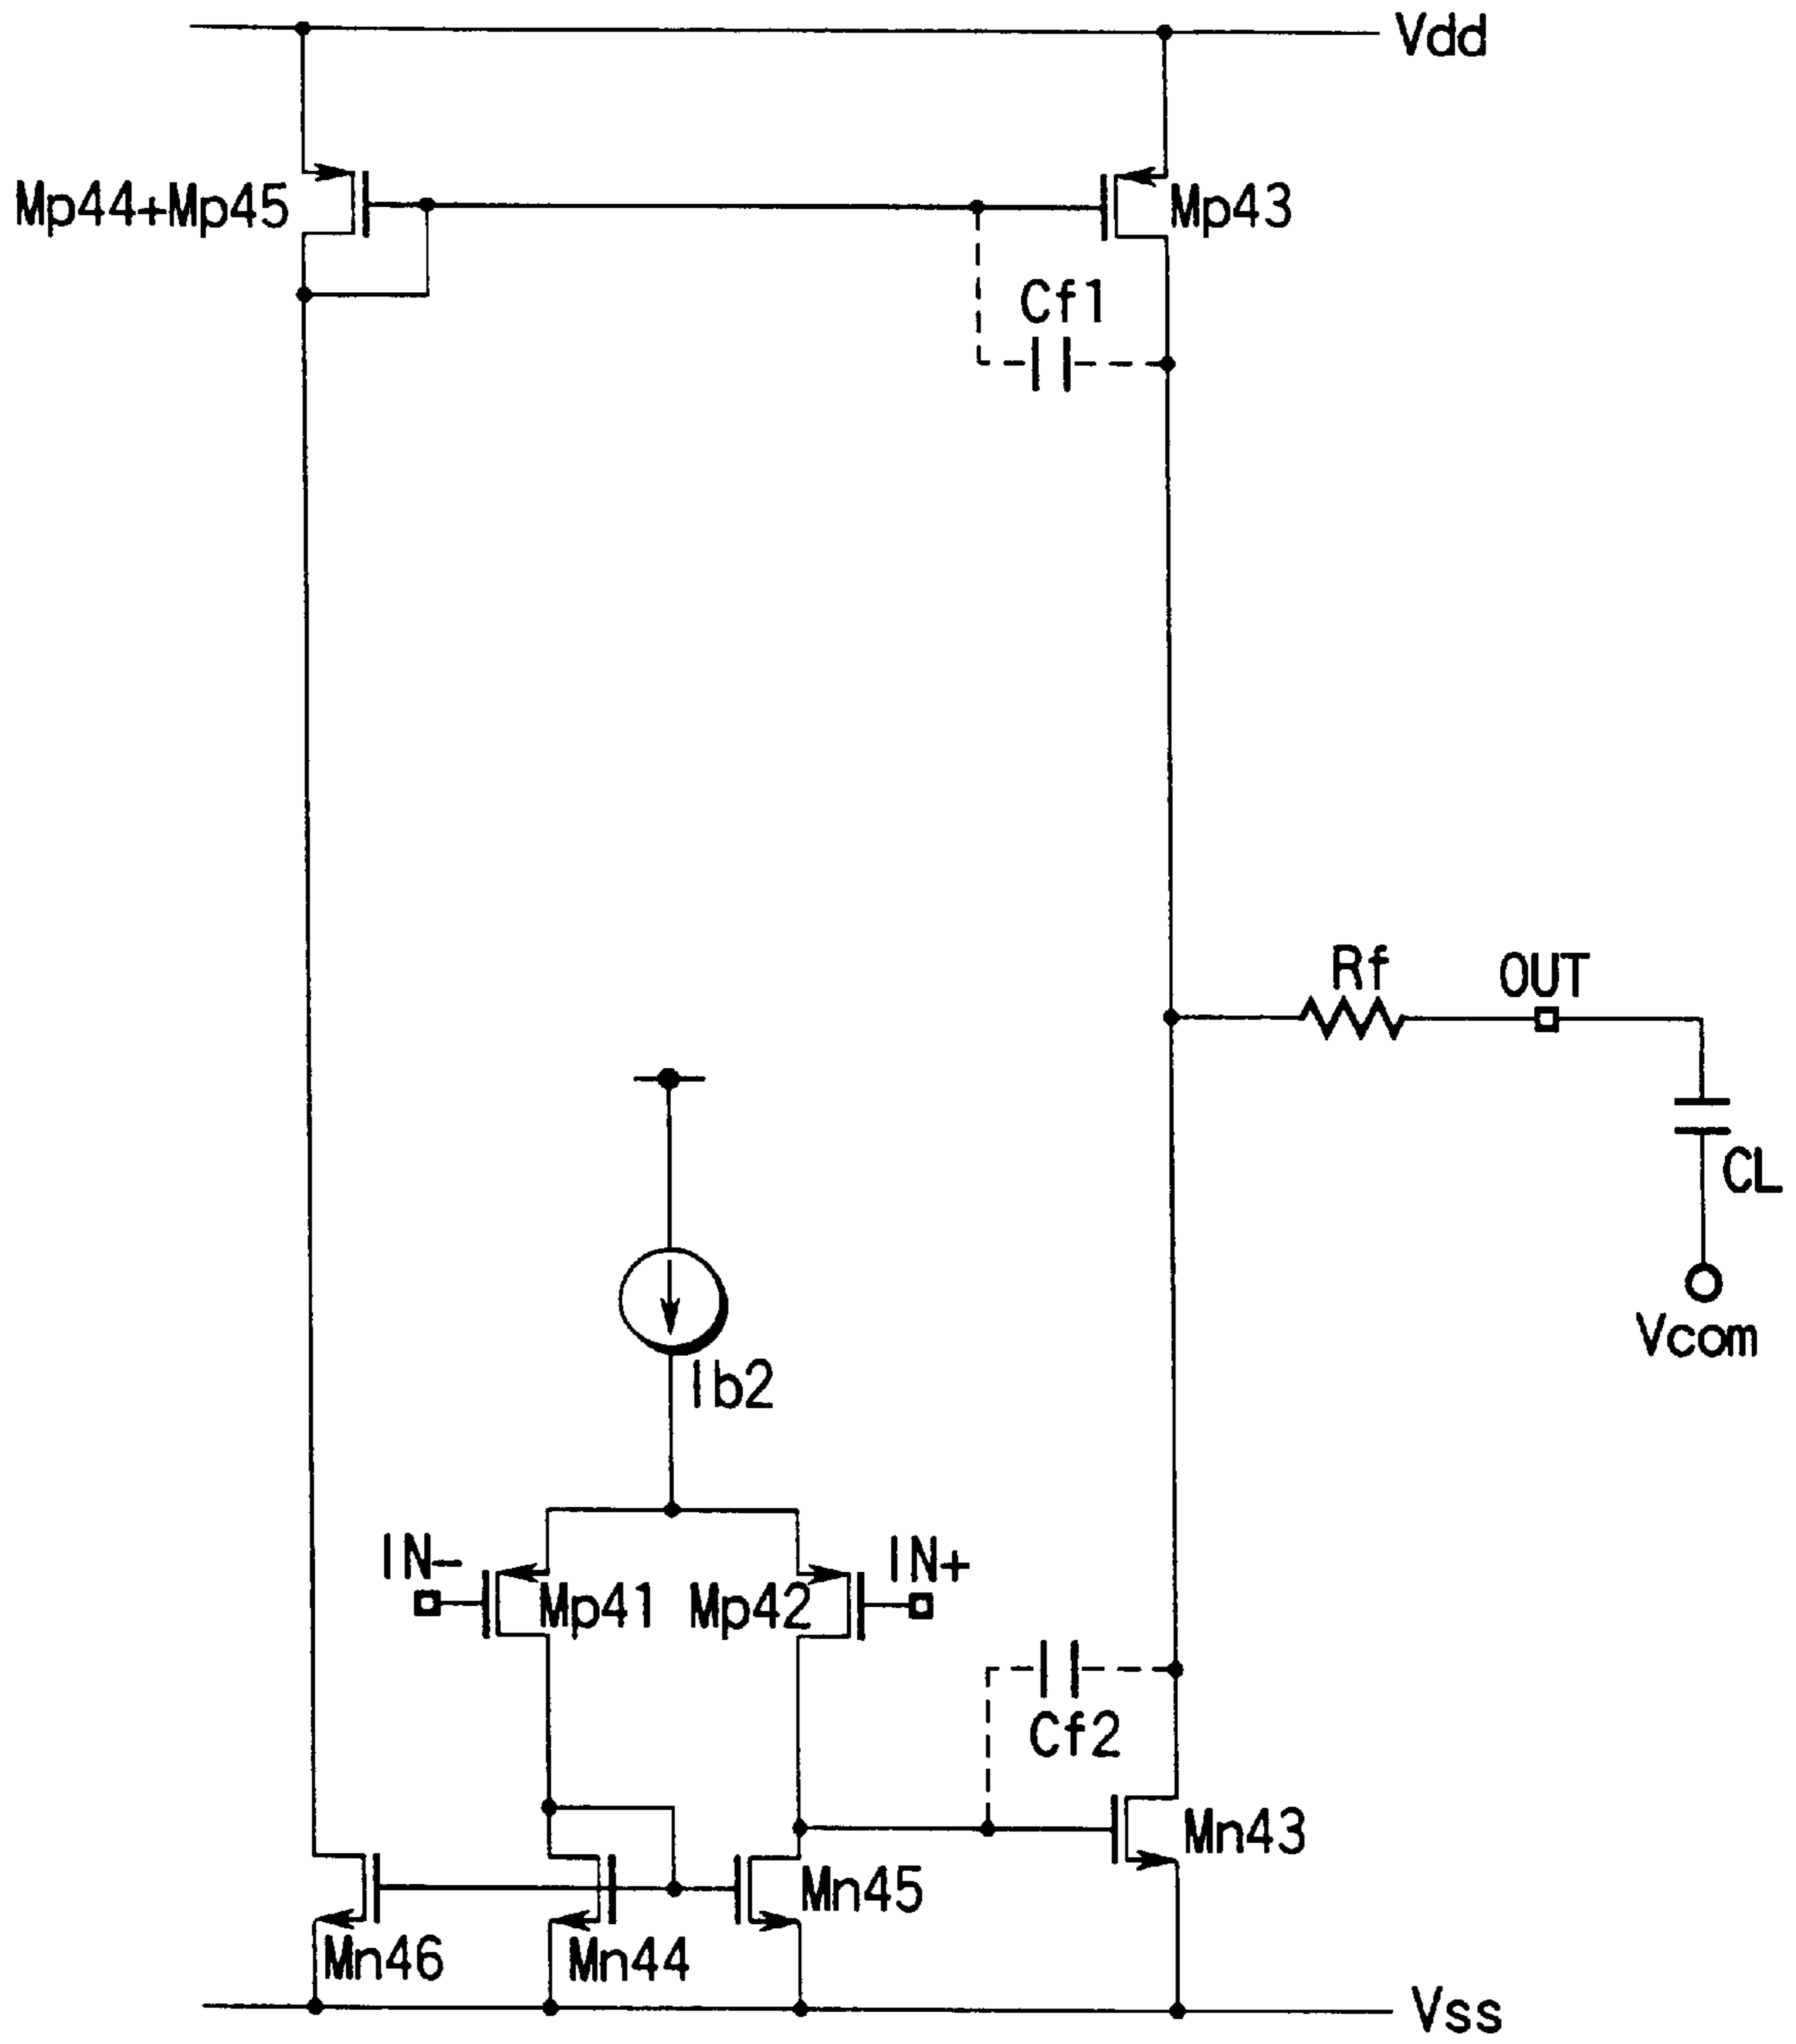 Vdd
Mp44+Mp45
Mp43
Cf1
Rf
OUT
CL
Vcom
Ib2
IN-
Mp41
Mp42
IN+
Cf2
Mn43
Mn45
Mn46
Mn44
Vss